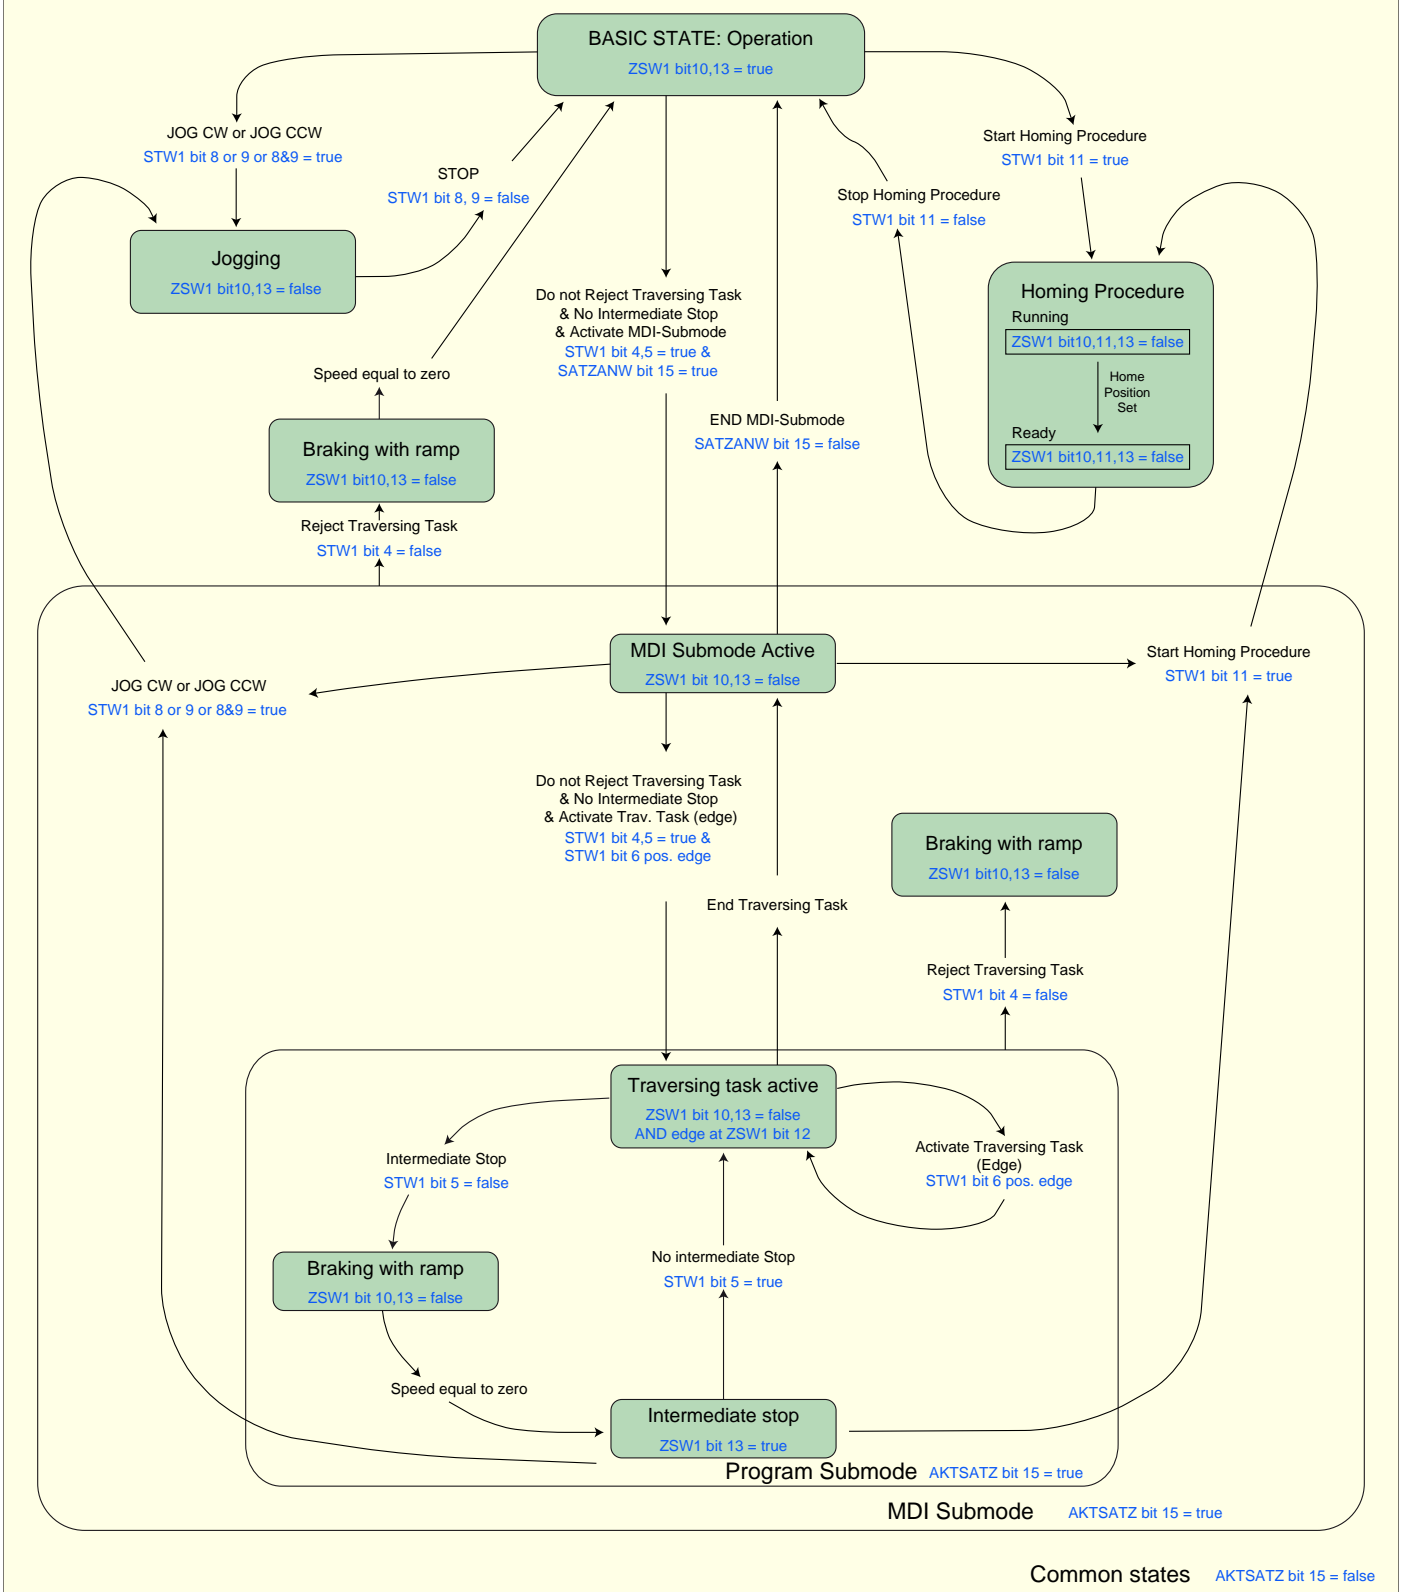 BASIC STATE: Operation
ZSW1 bit10,13 = true
JOG CW or JOG CCW
STW1 bit 8 or 9 or 8&9 = true
STOP
STW1 bit 8, 9 = false
Start Homing Procedure
STW1 bit 11 = true
Stop Homing Procedure
STW1 bit 11 = false
Jogging
ZSW1 bit10,13 = false
Do not Reject Traversing Task
& No Intermediate Stop
& Activate MDI-Submode
STW1 bit 4,5 = true &
SATZANW bit 15 = true
Homing Procedure
Running
ZSW1 bit10,11,13 = false
Home
Position
Set
Ready
ZSW1 bit10,11,13 = false
Speed equal to zero
END MDI-Submode
SATZANW bit 15 = false
Braking with ramp
ZSW1 bit10,13 = false
Reject Traversing Task
STW1 bit 4 = false
MDI Submode Active
ZSW1 bit 10,13 = false
Start Homing Procedure
STW1 bit 11 = true
JOG CW or JOG CCW
STW1 bit 8 or 9 or 8&9 = true
Do not Reject Traversing Task
& No Intermediate Stop
& Activate Trav. Task (edge)
STW1 bit 4,5 = true &
STW1 bit 6 pos. edge
Braking with ramp
ZSW1 bit10,13 = false
End Traversing Task
Reject Traversing Task
STW1 bit 4 = false
Traversing task active
ZSW1 bit 10,13 = false
AND edge at ZSW1 bit 12
Activate Traversing Task
(Edge)
STW1 bit 6 pos. edge
Intermediate Stop
STW1 bit 5 = false
No intermediate Stop
STW1 bit 5 = true
Braking with ramp
ZSW1 bit 10,13 = false
Speed equal to zero
Intermediate stop
ZSW1 bit 13 = true
Program Submode AKTSATZ bit 15 = true
MDI Submode AKTSATZ bit 15 = true
Common states AKTSATZ bit 15 = false